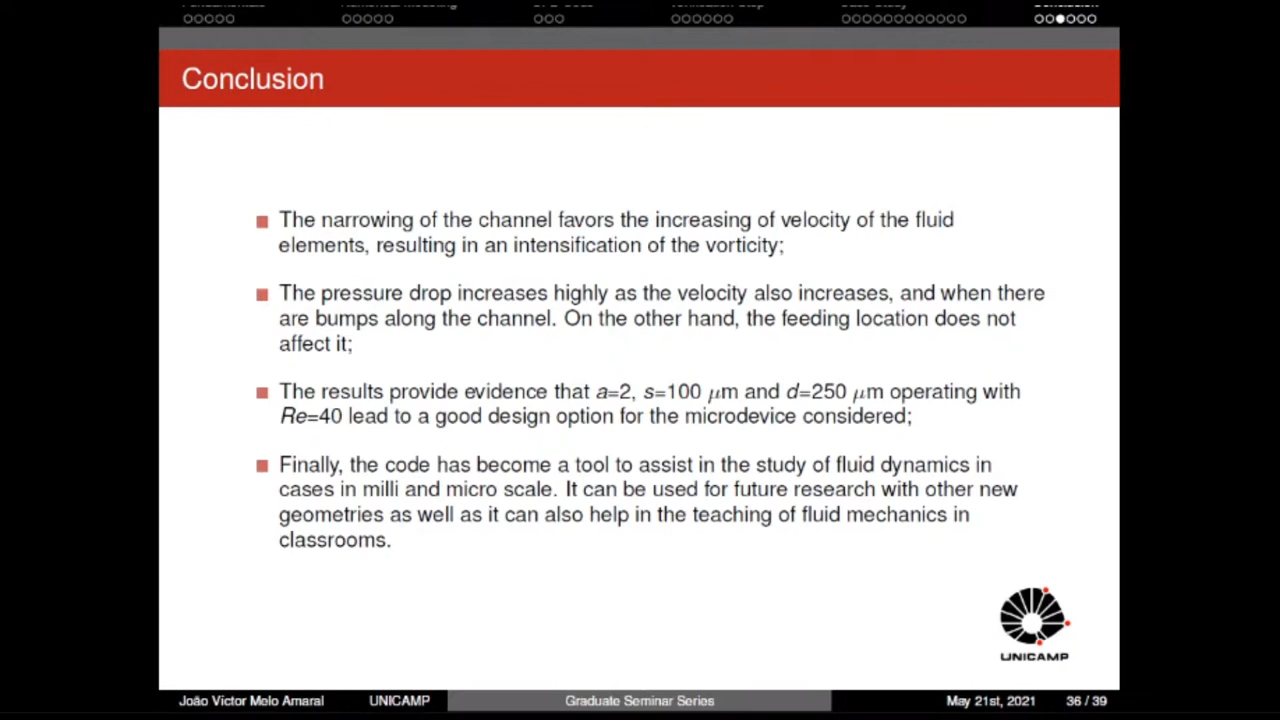 Conclusion
Conclusion
The narrowing of the channel favors the increasing of velocity of the fluid
elements, resulting in an intensification of the vorticity;
The pressure drop increases highly as the velocity also increases, and when there
are bumps along the channel. On the other hand, the feeding location does not
affect it;
The results provide evidence that a=2, s=100 μm and d=250 μm operating with
Re=40 lead to a good design option for the microdevice considered;
Finally, the code has become a tool to assist in the study of fluid dynamics in
cases in milli and micro scale. It can be used for future research with other new
geometries as well as it can also help in the teaching of fluid mechanics in
classrooms.
UNICAMP
João Victor Melo Amaral UNICAMP Graduate Seminar Series May 21st, 2021 36 / 39